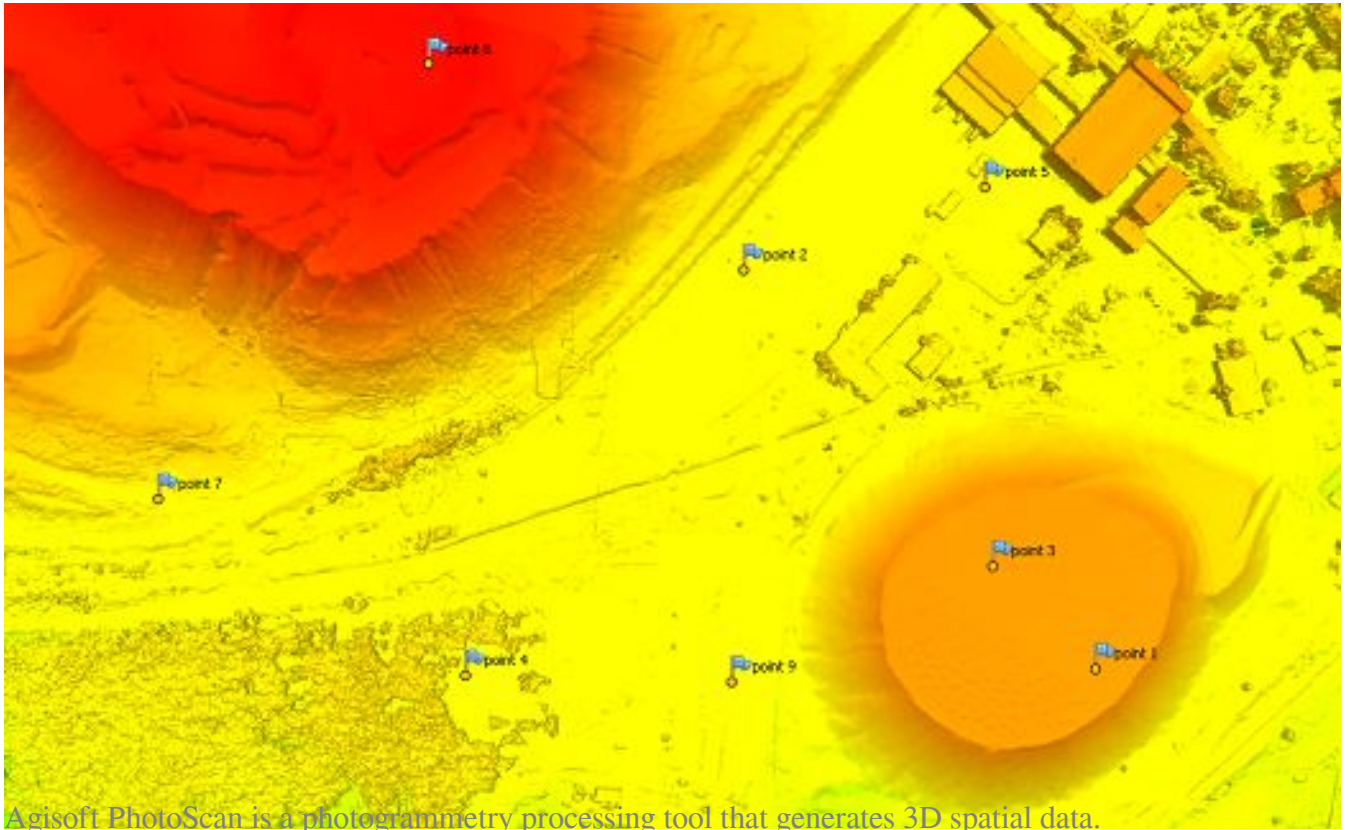 point 6
point 5
point 2
point 7
point 3
point 1
point 4
point 9
Agisoft PhotoScan is a photogrammetry processing tool that generates 3D spatial data.